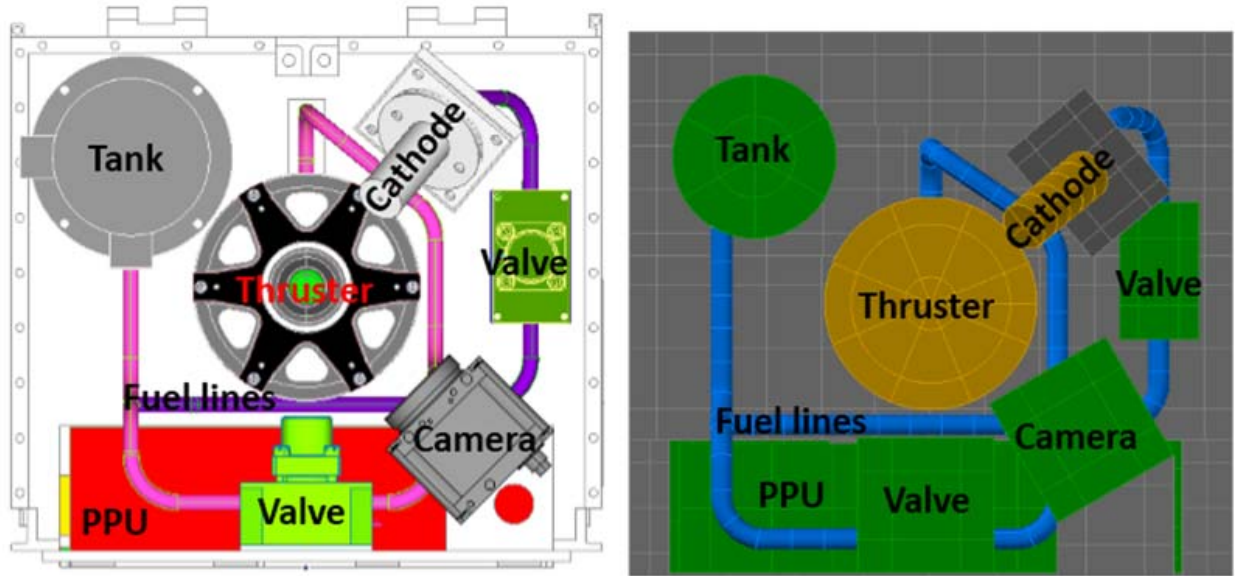 Tank
Cathode
Valve
Thruster
Fuel lines
Camera
PPU
Valve
Tank
Cathode
Valve
Thruster
Fuel lines
Camera
PPU
Valve